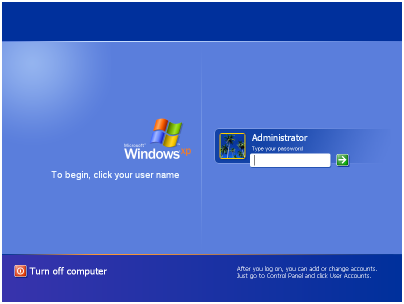 Microsoft
Windows xp
To begin, click your user name
Administrator
Type your password
Turn off computer
After you log on, you can add or change accounts.
Just go to Control Panel and click User Accounts.